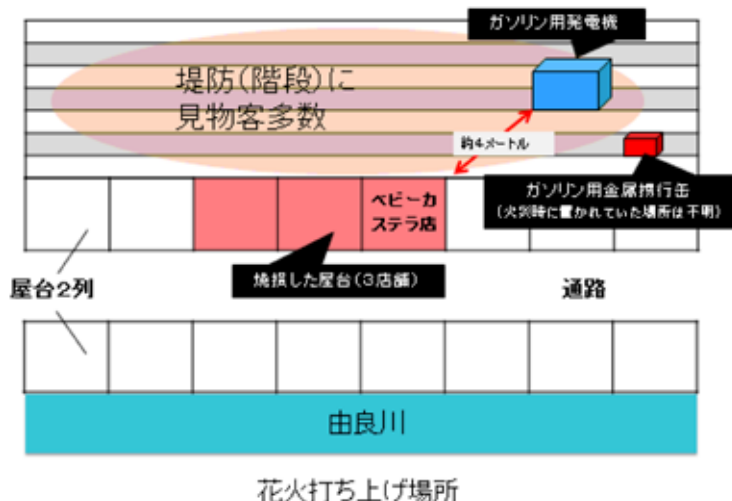 ガソリン用発電機
堤防(階段)に
見物客多数
約4メートル
ガソリン用金属携行缶
(火災時に置かれていた場所は不明)
ベビーカ
ステラ店
焼損した屋台(3店舗)
屋台2列
通路
由良川
花火打ち上げ場所